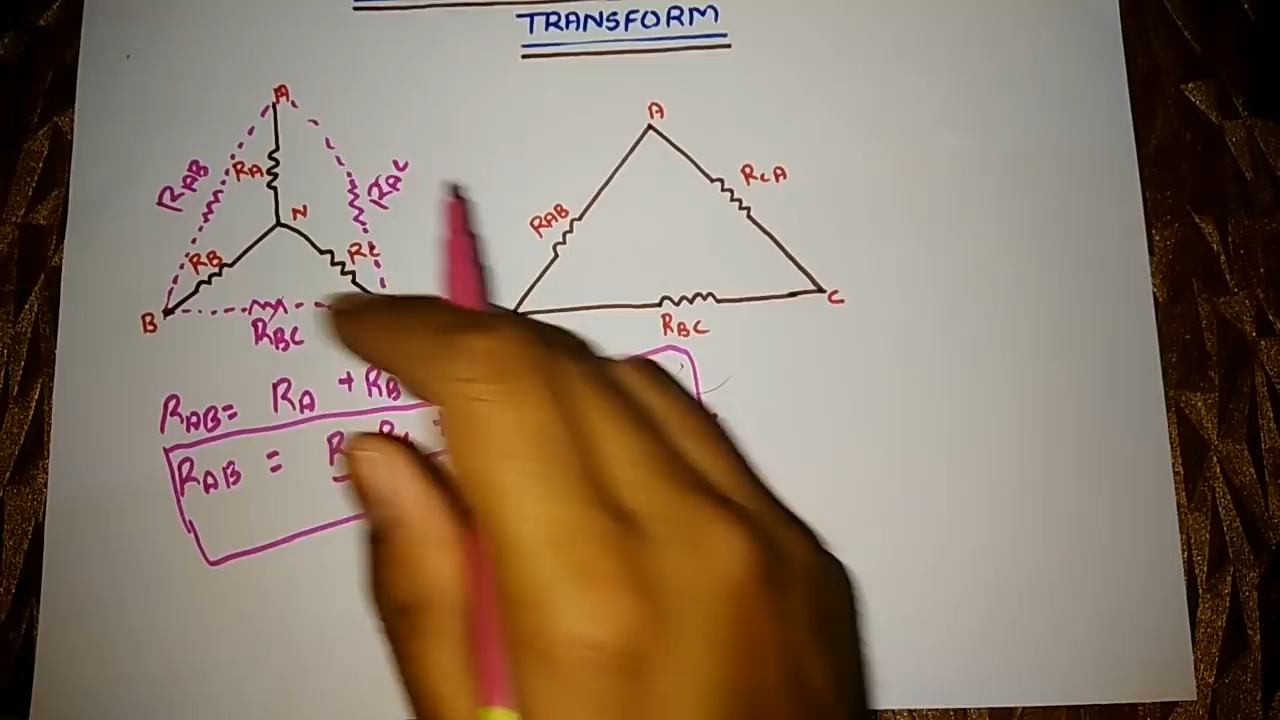 TRANSFORM
A
RA
N
RB
RC
B
RAB
RAC
RBC
A
RAB
RCA
RBC
C
RAB = RA + RB
RAB =